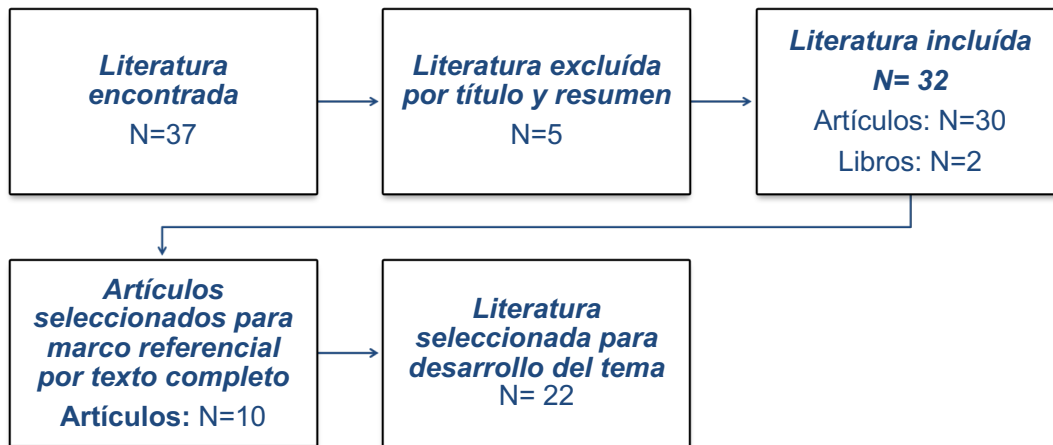 Literatura
encontrada
N=37
Literatura excluída
por título y resumen
N=5
Literatura incluída
N= 32
Artículos: N=30
Libros: N=2
Artículos
seleccionados para
marco referencial
por texto completo
Artículos: N=10
Literatura
seleccionada para
desarrollo del tema
N= 22